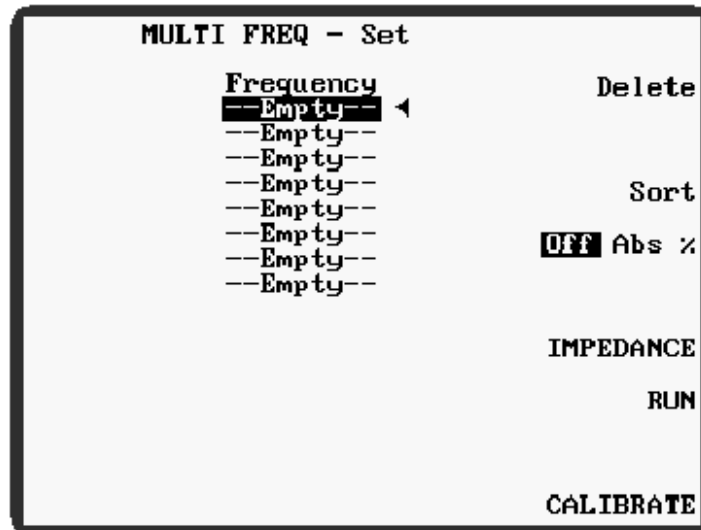 MULTI FREQ - Set
Frequency
--Empty--
--Empty--
--Empty--
--Empty--
--Empty--
--Empty--
--Empty--
--Empty--
Delete
Sort
Off Abs %
IMPEDANCE
RUN
CALIBRATE